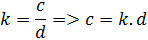 k = c/d => c = k.d